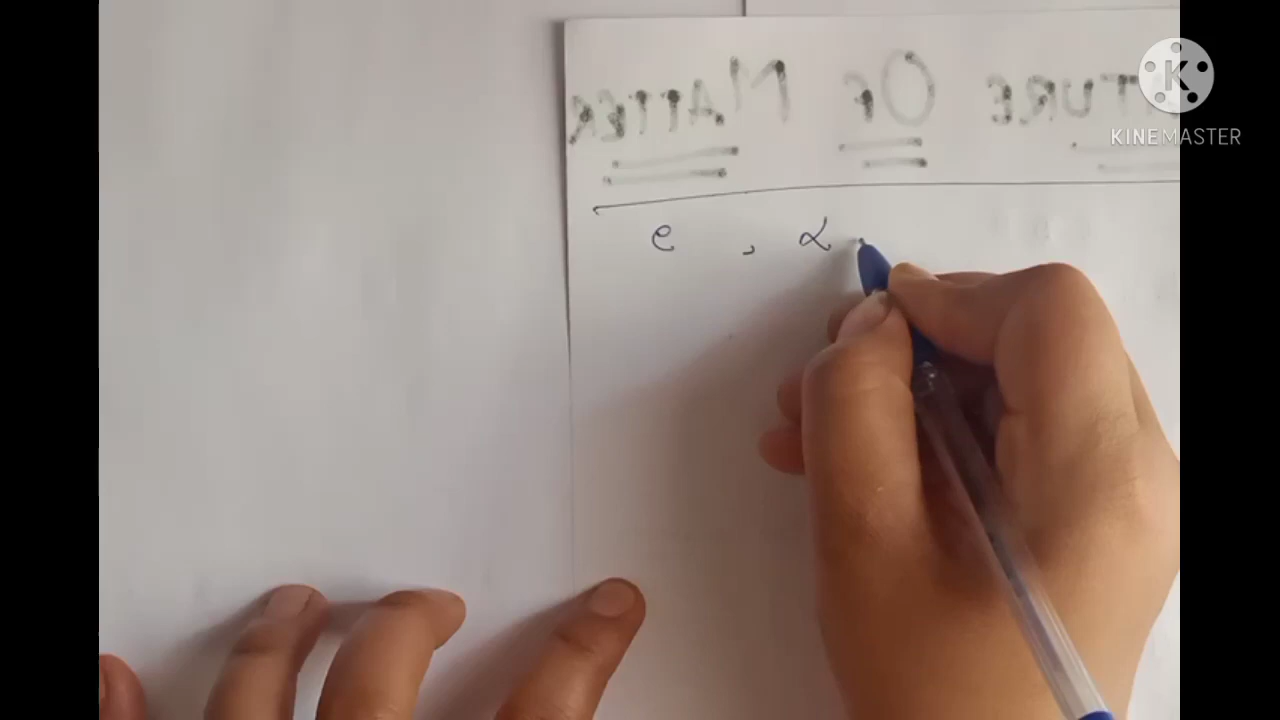 TURE OF MATTER
e , α
K
KINEMASTER